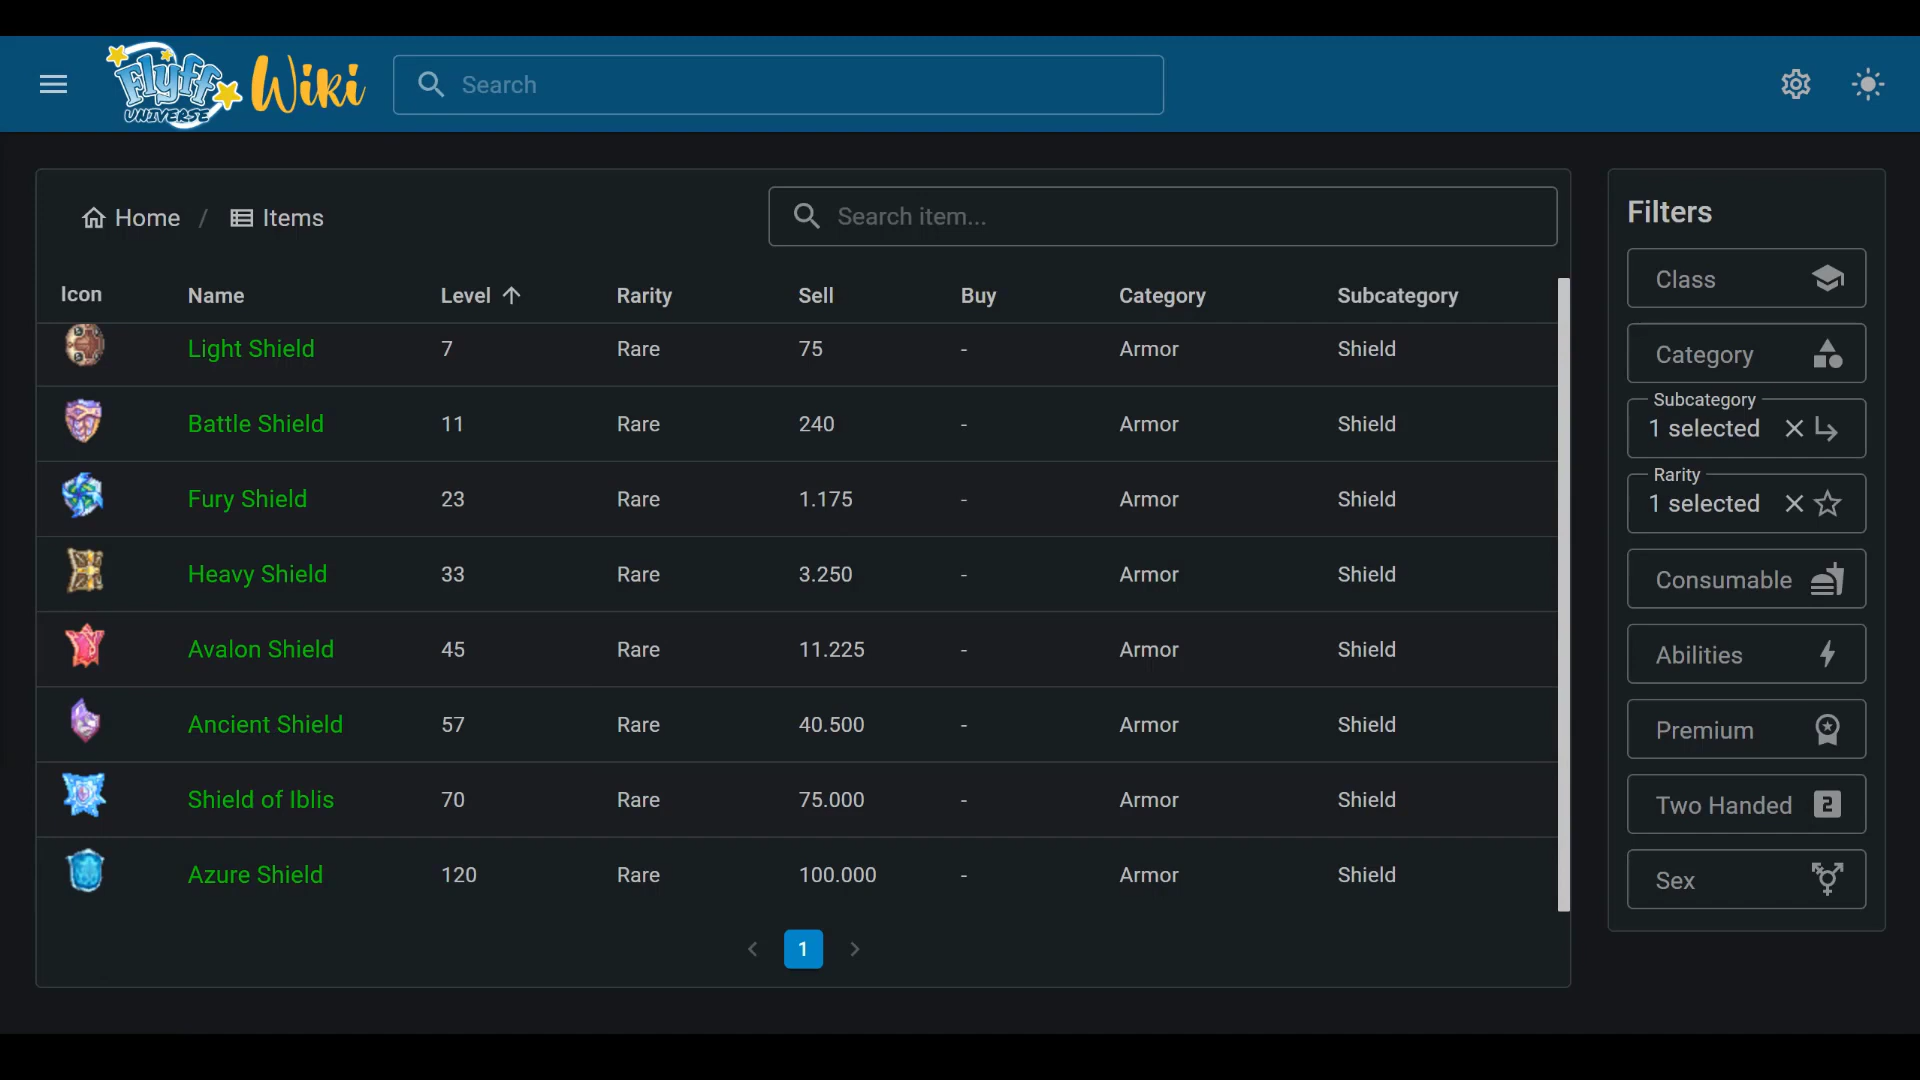 Flyff UNIVERSE Wiki Search
Home / Items Search item...
Icon Name Level Rarity Sell Buy Category Subcategory
Light Shield 7 Rare 75 - Armor Shield
Battle Shield 11 Rare 240 - Armor Shield
Fury Shield 23 Rare 1.175 - Armor Shield
Heavy Shield 33 Rare 3.250 - Armor Shield
Avalon Shield 45 Rare 11.225 - Armor Shield
Ancient Shield 57 Rare 40.500 - Armor Shield
Shield of Iblis 70 Rare 75.000 - Armor Shield
Azure Shield 120 Rare 100.000 - Armor Shield
1
Filters
Class
Category
Subcategory
1 selected
Rarity
1 selected
Consumable
Abilities
Premium
Two Handed 2
Sex